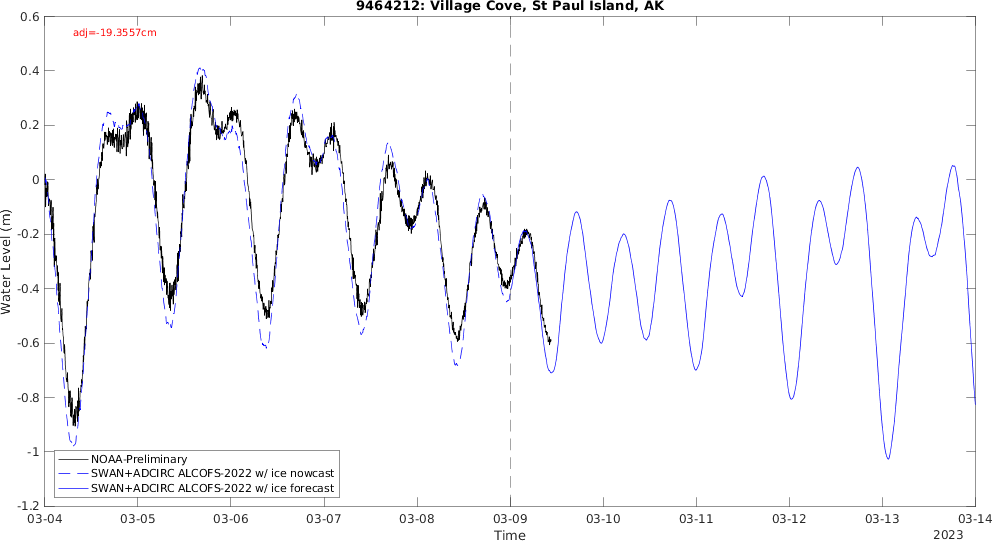 9464212: Village Cove, St Paul Island, AK
adj=-19.3557cm
0.6
0.4
0.2
0
-0.2
-0.4
-0.6
-0.8
-1
-1.2
Water Level (m)
NOAA-Preliminary
SWAN+ADCIRC ALCOFS-2022 w/ ice nowcast
SWAN+ADCIRC ALCOFS-2022 w/ ice forecast
03-04 03-05 03-06 03-07 03-08 03-09 03-10 03-11 03-12 03-13 03-14
Time
2023